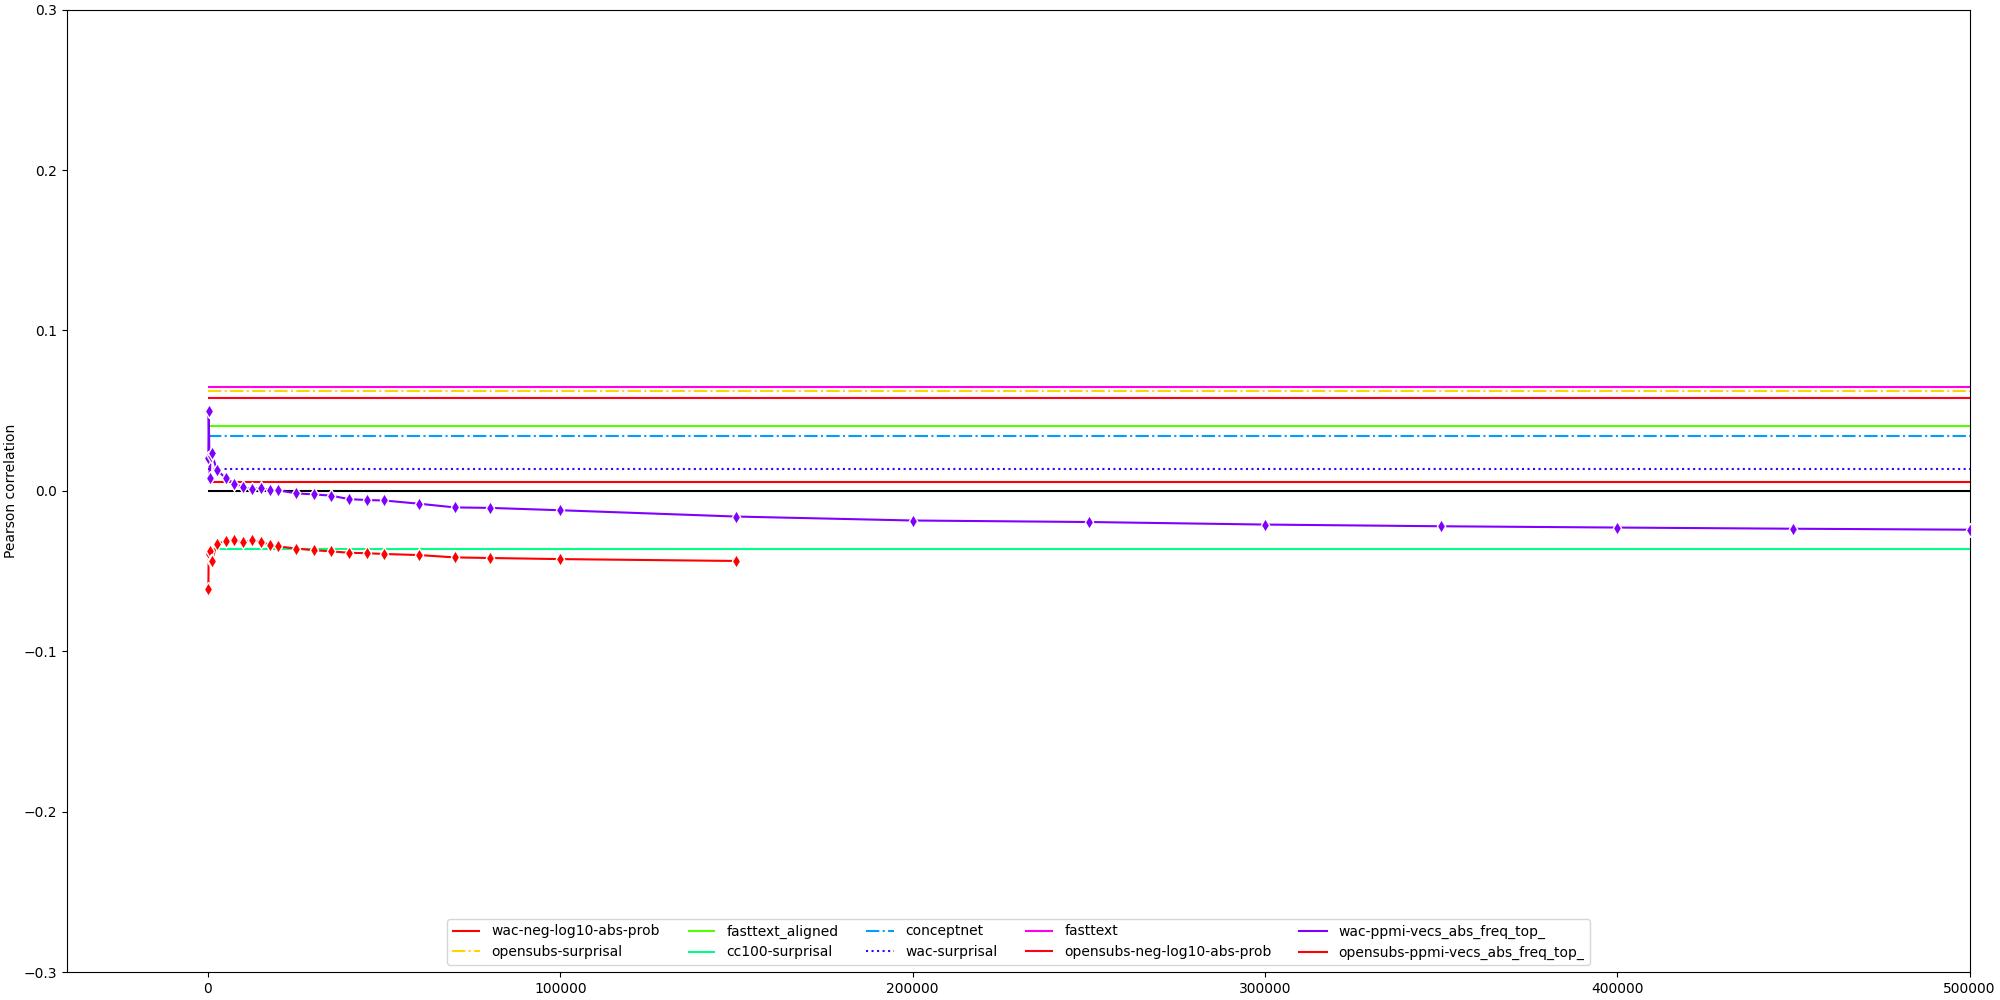 0.3
0.2
0.1
0.0
−0.1
−0.2
−0.3
Pearson correlation
wac-neg-log10-abs-prob fasttext_aligned conceptnet fasttext wac-ppmi-vecs_abs_freq_top_
opensubs-surprisal cc100-surprisal wac-surprisal opensubs-neg-log10-abs-prob opensubs-ppmi-vecs_abs_freq_top_
0 100000 200000 300000 400000 500000